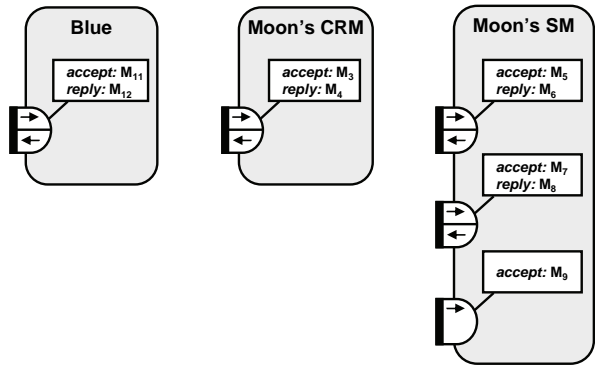 Blue
accept: M₁₁
reply: M₁₂
Moon's CRM
accept: M₃
reply: M₄
Moon's SM
accept: M₅
reply: M₆
accept: M₇
reply: M₈
accept: M₉